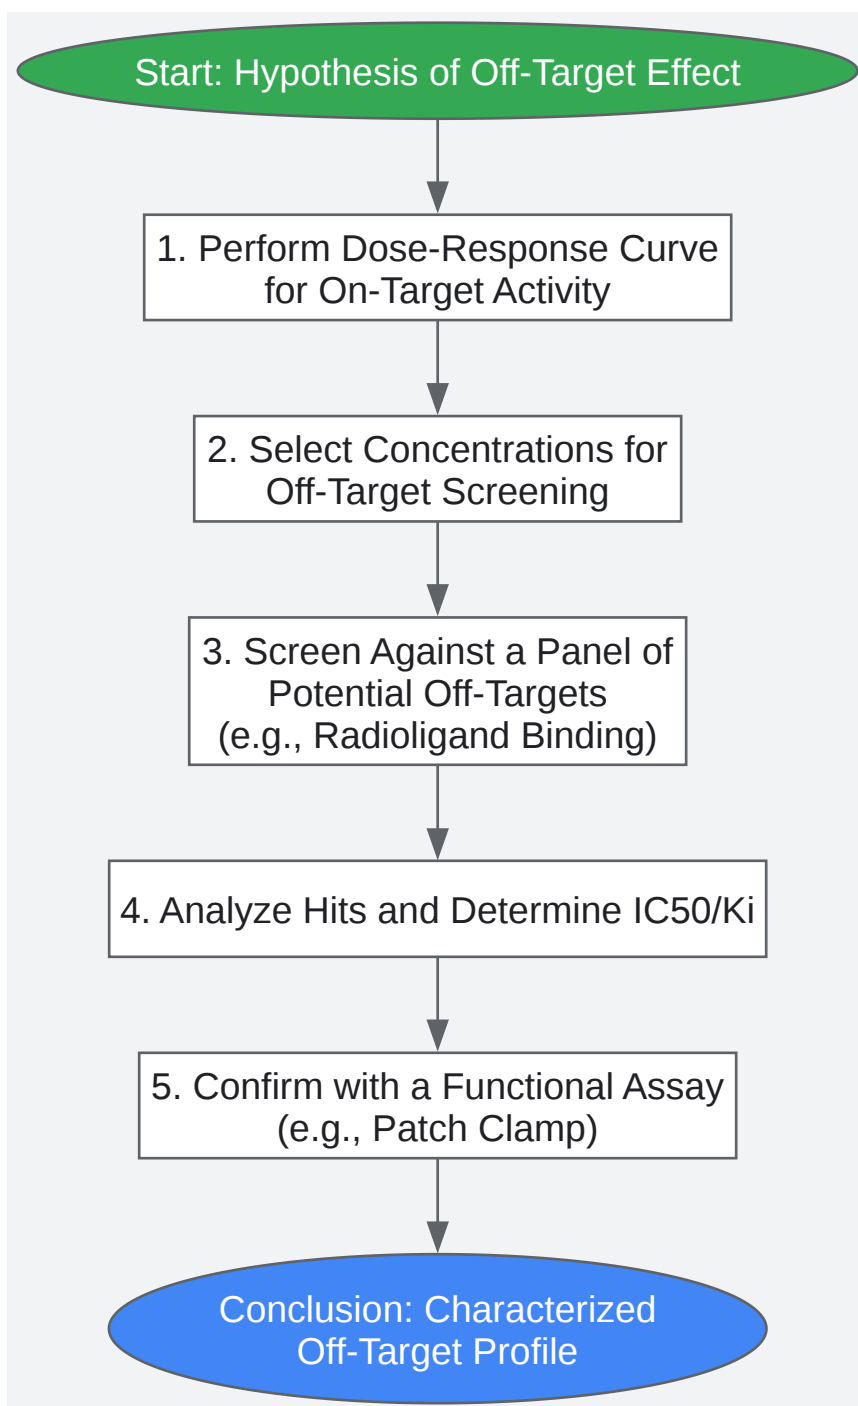 Start: Hypothesis of Off-Target Effect
1. Perform Dose-Response Curve
for On-Target Activity
2. Select Concentrations for
Off-Target Screening
3. Screen Against a Panel of
Potential Off-Targets
(e.g., Radioligand Binding)
4. Analyze Hits and Determine IC50/Ki
5. Confirm with a Functional Assay
(e.g., Patch Clamp)
Conclusion: Characterized
Off-Target Profile